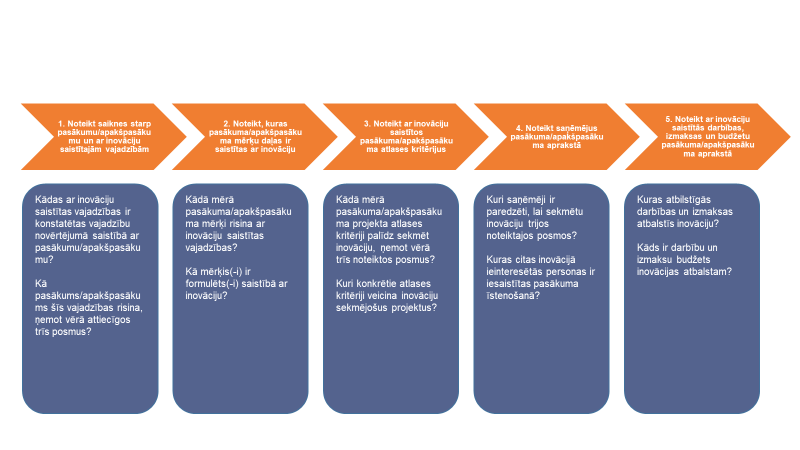 1. Noteikt saiknes starp
pasākumu/apakšpasāku
mu un ar inovāciju
saistītajām vajadzībām
2. Noteikt, kuras
pasākuma/apakšpasāku
ma mērķu daļas ir
saistītas ar inovāciju
3. Noteikt ar inovāciju
saistītos
pasākuma/apakšpasāku
ma atlases kritērijus
4. Noteikt saņēmējus
pasākuma/apakšpasāku
ma aprakstā
5. Noteikt ar inovāciju
saistītās darbības,
izmaksas un budžetu
pasākuma/apakšpasāku
ma aprakstā
Kādas ar inovāciju
saistītas vajadzības ir
konstatētas vajadzību
novērtējumā saistībā ar
pasākumu/apakšpasāku
mu?
Kā
pasākums/apakšpasāku
ms šīs vajadzības risina,
ņemot vērā attiecīgos
trīs posmus?
Kādā mērā
pasākuma/apakšpasāku
ma mērķi risina ar
inovāciju saistītas
vajadzības?
Kā mērķis(-i) ir
formulēts(-i) saistībā ar
inovāciju?
Kādā mērā
pasākuma/apakšpasāku
ma projekta atlases
kritēriji palīdz sekmēt
inovāciju, ņemot vērā
trīs noteiktos posmus?
Kuri konkrētie atlases
kritēriji veicina inovāciju
sekmējošus projektus?
Kuri saņēmēji ir
paredzēti, lai sekmētu
inovāciju trijos
noteiktajos posmos?
Kuras citas inovācijā
ieinteresētās personas ir
iesaistītas pasākuma
īstenošanā?
Kuras atbilstīgās
darbības un izmaksas
atbalstīs inovāciju?
Kāds ir darbību un
izmaksu budžets
inovācijas atbalstam?